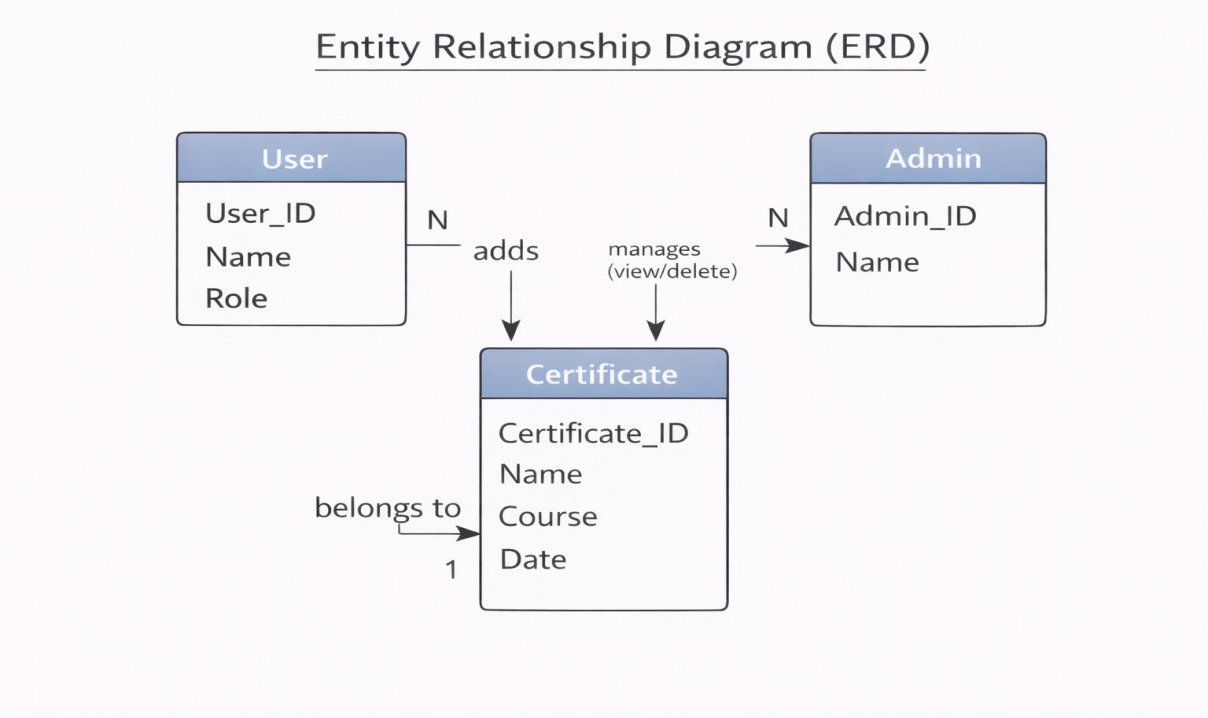 Entity Relationship Diagram (ERD)
User
User_ID
Name
Role
N
adds
manages
(view/delete)
N
Admin
Admin_ID
Name
Certificate
Certificate_ID
Name
Course
Date
belongs to
1